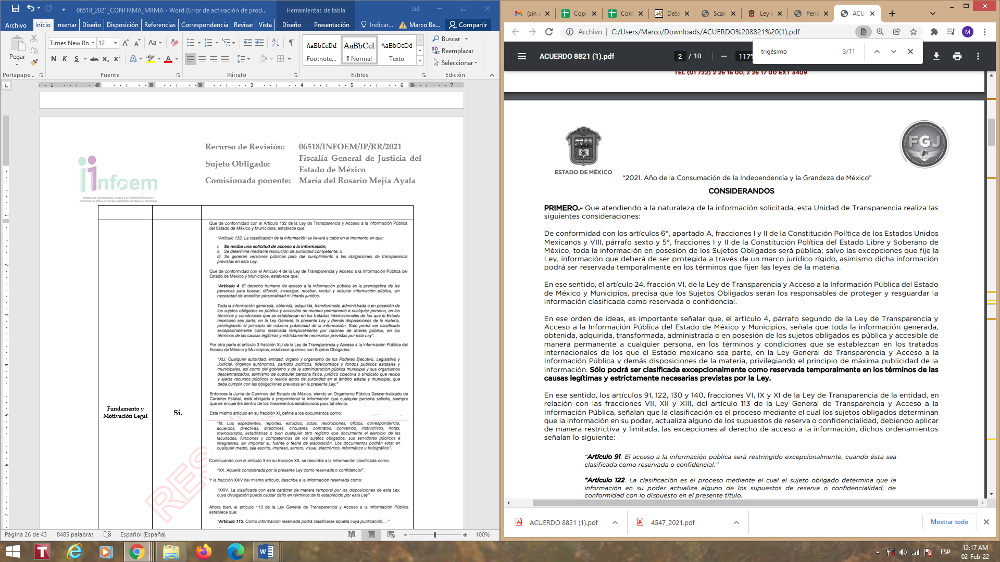 06518_2021_CONFIRMA_MRMA - Word (Error de activación de prod...
Herramientas de tabla
Archivo Inicio Insertar Diseño Disposición Referencias Correspondencia Revisar Vista Diseño Presentación Indicar... Marco Be... Compartir
Times New Ro 12
Pegar
N K S abc x₂ x²
AaBbCcDd AaBbCcI AaBbCcDd
Footnote... ¶ Normal Texto
Buscar
Reemplazar
Seleccionar
Portapape... Fuente Párrafo Estilos Edición
Recurso de Revisión: 06518/INFOEM/IP/RR/2021
Sujeto Obligado: Fiscalía General de Justicia del Estado de México
Comisionada ponente: María del Rosario Mejía Ayala
infoem
Instituto de Transparencia, Acceso a la Información Pública y
Protección de Datos Personales del Estado de México y Municipios
Fundamento y
Motivación Legal
Sí.
Que de conformidad con el Artículo 132 de la Ley de Transparencia y Acceso a la Información Pública
del Estado de México y Municipios, establece que:
"Artículo 132. La clasificación de la información se llevará a cabo en el momento en que:
I. Se reciba una solicitud de acceso a la información;
II. Se determine mediante resolución de autoridad competente; o
III. Se generen versiones públicas para dar cumplimiento a las obligaciones de transparencia
previstas en esta Ley.
Que de conformidad con el Artículo 4 de la Ley de Transparencia y Acceso a la Información Pública del
Estado de México y Municipios, establece que:
"Artículo 4. El derecho humano de acceso a la información pública es la prerrogativa de las
personas para buscar, difundir, investigar, recabar, recibir y solicitar información pública, sin
necesidad de acreditar personalidad ni interés jurídico.
Toda la información generada, obtenida, adquirida, transformada, administrada o en posesión de
los sujetos obligados es pública y accesible de manera permanente a cualquier persona, en los
términos y condiciones que se establezcan en los tratados internacionales de los que el Estado
mexicano sea parte, en la Ley General, la presente Ley y demás disposiciones de la materia,
privilegiando el principio de máxima publicidad de la información. Solo podrá ser clasificada
excepcionalmente como reservada temporalmente por razones de interés público, en los
términos de las causas legítimas y estrictamente necesarias previstas por esta Ley".
Por otra parte el artículo 3 fracción XLI de la Ley de Transparencia y Acceso a la Información Pública del
Estado de México y Municipios, establece quiénes son Sujetos Obligados:
"XLI. Cualquier autoridad, entidad, órgano y organismo de los Poderes Ejecutivo, Legislativo y
Judicial, órganos autónomos, partidos políticos, fideicomisos y fondos públicos estatales y
municipales, así como del gobierno y de la administración pública municipal y sus organismos
descentralizados, asimismo de cualquier persona física, jurídico colectiva o sindicato que reciba
y ejerza recursos públicos o realice actos de autoridad en el ámbito estatal y municipal, que
deba cumplir con las obligaciones previstas en la presente Ley;"
Entonces la Junta de Caminos del Estado de México, siendo un Organismo Público Descentralizado de
Carácter Estatal, está obligada a proporcionar la información que cualquier persona solicite, siempre
que se encuentre dentro de los lineamientos establecidos para tal efecto.
Este mismo artículo en su fracción XI, define a los documentos como:
"XI. Los expedientes, reportes, estudios, actas, resoluciones, oficios, correspondencia,
acuerdos, directivas, directrices, circulares, contratos, convenios, instructivos, notas,
memorandos, estadísticas o bien cualquier otro registro que documente el ejercicio de las
facultades, funciones y competencias de los sujetos obligados, sus servidores públicos e
integrantes, sin importar su fuente o fecha de elaboración. Los documentos podrán estar en
cualquier medio, sea escrito, impreso, sonoro, visual, electrónico, informático u holográfico".
Continuando con el artículo 3 en su fracción XX, se describe a la Información clasificada como:
"XX. Aquella considerada por la presente Ley como reservada o confidencial".
Y la fracción XXIV del mismo artículo, describe a la información reservada como:
"XXIV. La clasificada con este carácter de manera temporal por las disposiciones de esta Ley,
cuya divulgación pueda causar daño en términos de lo establecido por esta Ley".
Ahora bien, el artículo 113 de la Ley General de Transparencia y Acceso a la Información Pública
establece que:
"Artículo 113. Como información reservada podrá clasificarse aquella cuya publicación:..."
...
RES
Página 26 de 43 8485 palabras Español (España) 100%
(sin a Copi Cont Deta Scan Ley d Perió ACU
Archivo C:/Users/Marco/Downloads/ACUERDO%208821%20(1).pdf M
trigésimo 3/11
ACUERDO 8821 (1).pdf 2 / 10 117%
TEL (01 722) 2 26 16 00, 2 26 17 00 EXT 3409
ESTADO DE MÉXICO
FGJ
"2021. Año de la Consumación de la Independencia y la Grandeza de México"
CONSIDERANDOS
PRIMERO.- Que atendiendo a la naturaleza de la información solicitada, esta Unidad de Transparencia realiza las
siguientes consideraciones:
De conformidad con los artículos 6°, apartado A, fracciones I y II de la Constitución Política de los Estados Unidos
Mexicanos y VIII, párrafo sexto y 5°, fracciones I y II de la Constitución Política del Estado Libre y Soberano de
México, toda la información en posesión de los Sujetos Obligados será pública; salvo las excepciones que fije la
Ley, información que deberá de ser protegida a través de un marco jurídico rígido, asimismo dicha información
podrá ser reservada temporalmente en los términos que fijen las leyes de la materia.
En ese sentido, el artículo 24, fracción VI, de la Ley de Transparencia y Acceso a la Información Pública del Estado
de México y Municipios, precisa que los Sujetos Obligados serán los responsables de proteger y resguardar la
información clasificada como reservada o confidencial.
En ese orden de ideas, es importante señalar que, el artículo 4, párrafo segundo de la Ley de Transparencia y
Acceso a la Información Pública del Estado de México y Municipios, señala que toda la información generada,
obtenida, adquirida, transformada, administrada o en posesión de los sujetos obligados es pública y accesible de
manera permanente a cualquier persona, en los términos y condiciones que se establezcan en los tratados
internacionales de los que el Estado mexicano sea parte, en la Ley General de Transparencia y Acceso a la
Información Pública y demás disposiciones de la materia, privilegiando el principio de máxima publicidad de la
información. Sólo podrá ser clasificada excepcionalmente como reservada temporalmente en los términos de las
causas legítimas y estrictamente necesarias previstas por la Ley.
En ese sentido, los artículos 91, 122, 130 y 140, fracciones VI, IX y XI de la Ley de Transparencia de la entidad, en
relación con las fracciones VII, XII y XIII, del artículo 113 de la Ley General de Transparencia y Acceso a la
Información Pública, señalan que la clasificación es el proceso mediante el cual los sujetos obligados determinan
que la información en su poder, actualiza alguno de los supuestos de reserva o confidencialidad, debiendo aplicar
de manera restrictiva y limitada, las excepciones al derecho de acceso a la información, dichos ordenamientos
señalan lo siguiente:
"Artículo 91. El acceso a la información pública será restringido excepcionalmente, cuando ésta sea
clasificada como reservada o confidencial."
"Artículo 122. La clasificación es el proceso mediante el cual el sujeto obligado determina que la
información en su poder actualiza alguno de los supuestos de reserva o confidencialidad, de
conformidad con lo dispuesto en el presente título.
ACUERDO 8821 (1).pdf 4547_2021.pdf Mostrar todo
ESP
12:17 AM
02-Feb-22